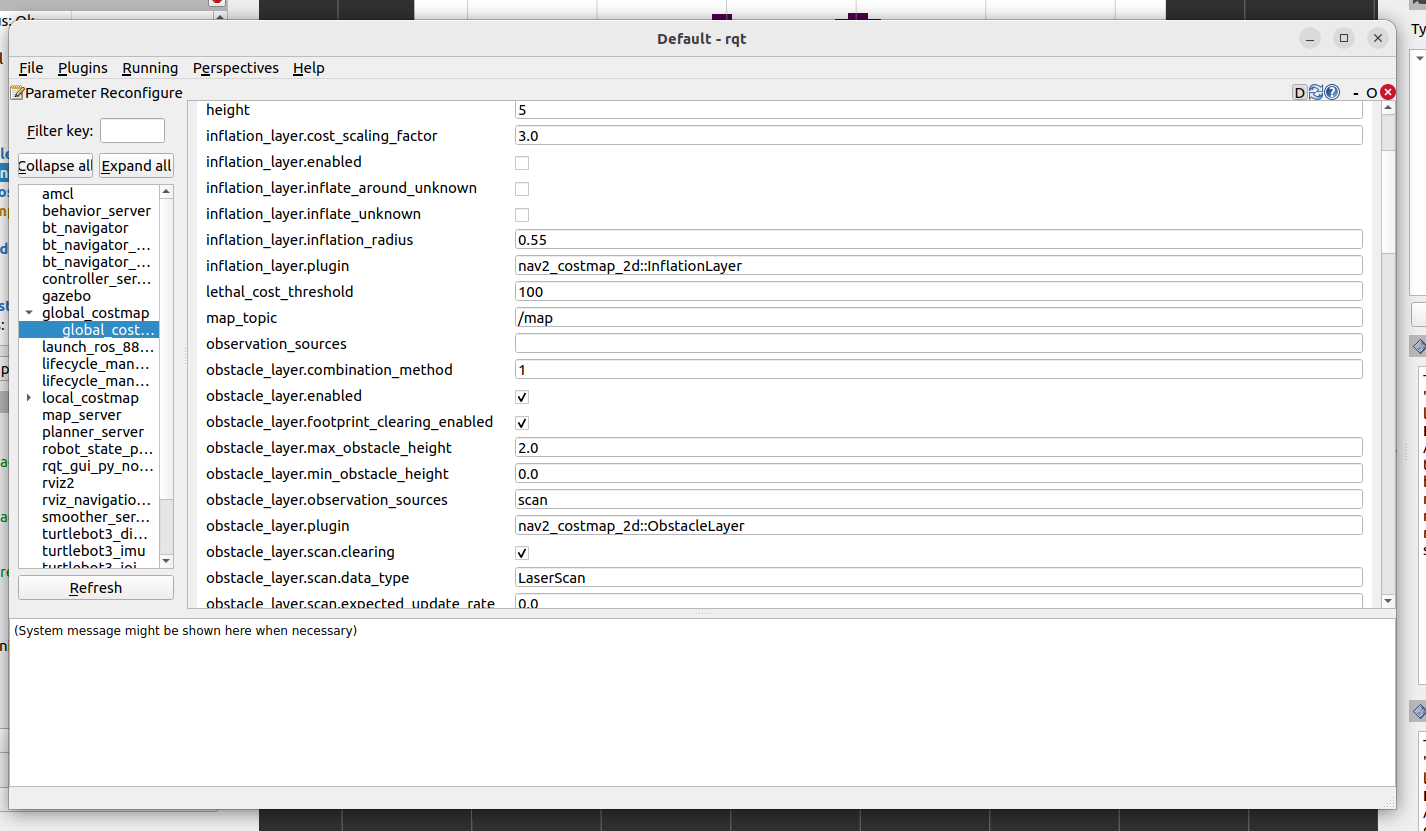 s: Ok
Default - rqt
File Plugins Running Perspectives Help
Parameter Reconfigure
D - O
Filter key:
Collapse all Expand all
amcl
behavior_server
bt_navigator
bt_navigator_...
bt_navigator_...
controller_ser...
gazebo
global_costmap
global_cost...
launch_ros_88...
lifecycle_man...
lifecycle_man...
local_costmap
map_server
planner_server
robot_state_p...
rqt_gui_py_no...
rviz2
rviz_navigatio...
smoother_ser...
turtlebot3_di...
turtlebot3_imu
turtlebot3_joi
Refresh
height 5
inflation_layer.cost_scaling_factor 3.0
inflation_layer.enabled
inflation_layer.inflate_around_unknown
inflation_layer.inflate_unknown
inflation_layer.inflation_radius 0.55
inflation_layer.plugin nav2_costmap_2d::InflationLayer
lethal_cost_threshold 100
map_topic /map
observation_sources
obstacle_layer.combination_method 1
obstacle_layer.enabled
obstacle_layer.footprint_clearing_enabled
obstacle_layer.max_obstacle_height 2.0
obstacle_layer.min_obstacle_height 0.0
obstacle_layer.observation_sources scan
obstacle_layer.plugin nav2_costmap_2d::ObstacleLayer
obstacle_layer.scan.clearing
obstacle_layer.scan.data_type LaserScan
obstacle_layer.scan.expected_update_rate 0.0
(System message might be shown here when necessary)
Ty